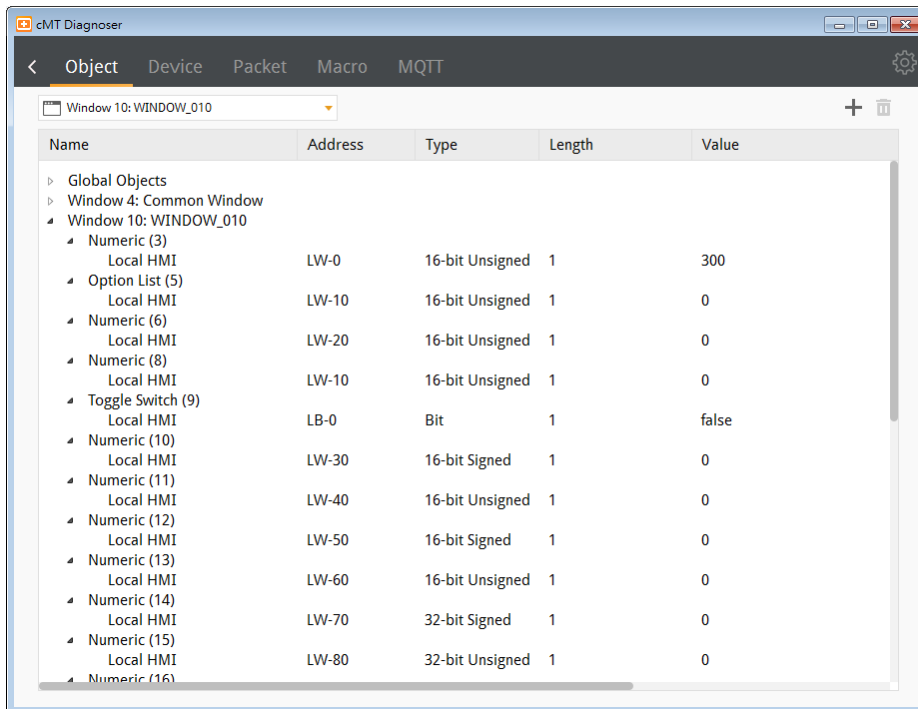 cMT Diagnoser
Object Device Packet Macro MQTT
Window 10: WINDOW_010
Name Address Type Length Value
Global Objects
Window 4: Common Window
Window 10: WINDOW_010
Numeric (3)
Local HMI LW-0 16-bit Unsigned 1 300
Option List (5)
Local HMI LW-10 16-bit Unsigned 1 0
Numeric (6)
Local HMI LW-20 16-bit Unsigned 1 0
Numeric (8)
Local HMI LW-10 16-bit Unsigned 1 0
Toggle Switch (9)
Local HMI LB-0 Bit 1 false
Numeric (10)
Local HMI LW-30 16-bit Signed 1 0
Numeric (11)
Local HMI LW-40 16-bit Unsigned 1 0
Numeric (12)
Local HMI LW-50 16-bit Signed 1 0
Numeric (13)
Local HMI LW-60 16-bit Unsigned 1 0
Numeric (14)
Local HMI LW-70 32-bit Signed 1 0
Numeric (15)
Local HMI LW-80 32-bit Unsigned 1 0
Numeric (16)